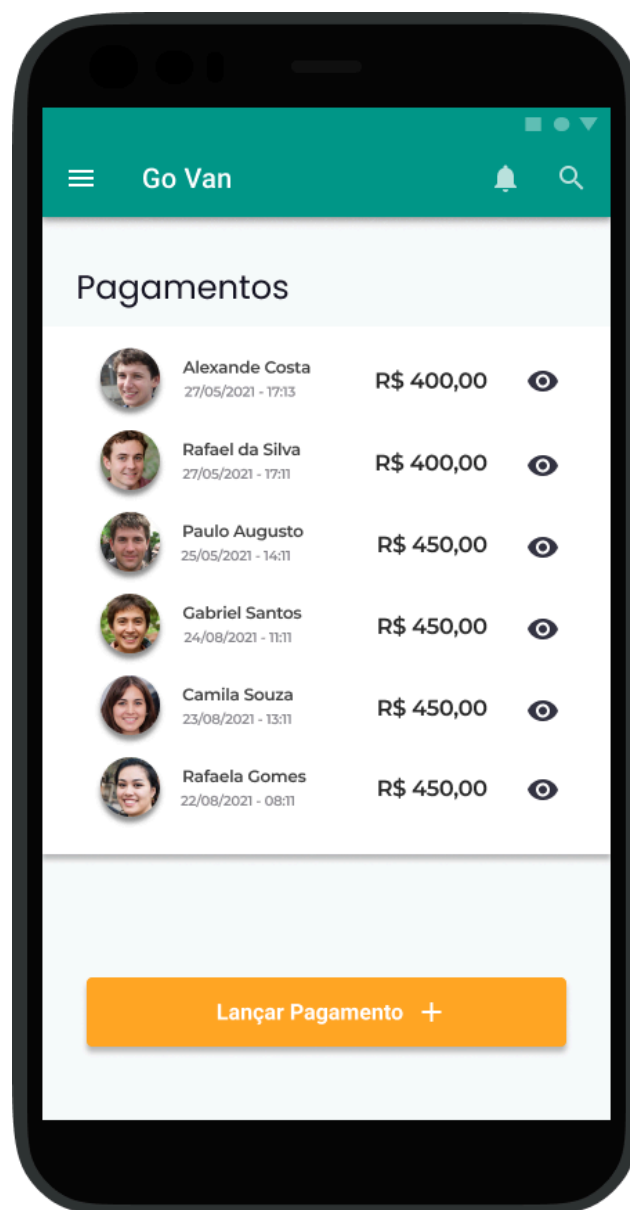 Go Van
Pagamentos
Alexande Costa
27/05/2021 - 17:13
R$ 400,00
Rafael da Silva
27/05/2021 - 17:11
R$ 400,00
Paulo Augusto
25/05/2021 - 14:11
R$ 450,00
Gabriel Santos
24/08/2021 - 11:11
R$ 450,00
Camila Souza
23/08/2021 - 13:11
R$ 450,00
Rafaela Gomes
22/08/2021 - 08:11
R$ 450,00
Lançar Pagamento +